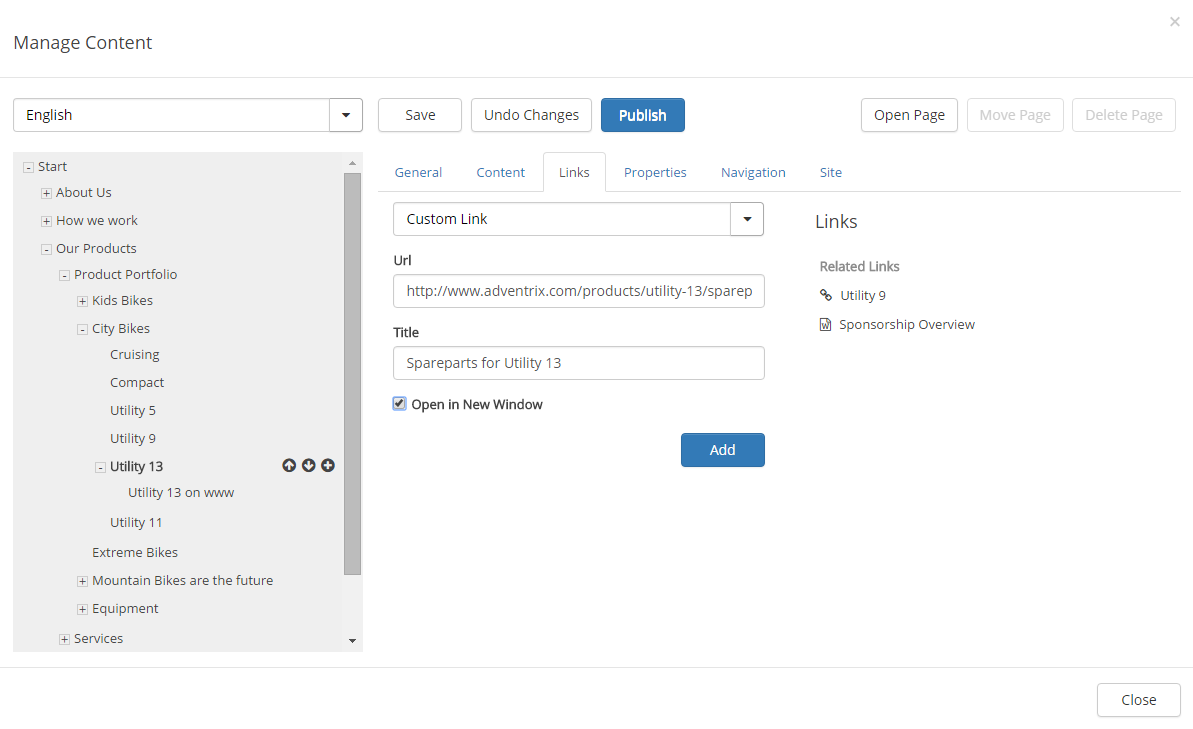 ×
Manage Content
English
Save
Undo Changes
Publish
Open Page
Move Page
Delete Page
Start
About Us
How we work
Our Products
Product Portfolio
Kids Bikes
City Bikes
Cruising
Compact
Utility 5
Utility 9
Utility 13
Utility 13 on www
Utility 11
Extreme Bikes
Mountain Bikes are the future
Equipment
Services
General
Content
Links
Properties
Navigation
Site
Custom Link
Url
http://www.adventrix.com/products/utility-13/sparep
Title
Spareparts for Utility 13
Open in New Window
Add
Links
Related Links
Utility 9
Sponsorship Overview
Close